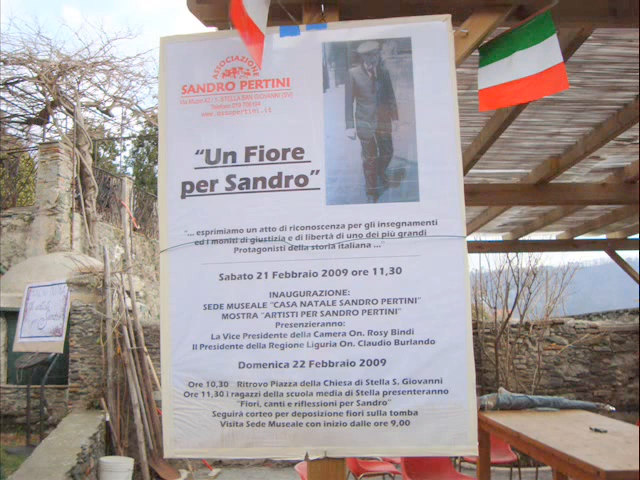 ASSOCIAZIONE
SANDRO PERTINI
"Un Fiore
per Sandro"
"... esprimiamo un atto di riconoscenza per gli insegnamenti
ed i moniti di giustizia e di libertà di uno dei più grandi
Protagonisti della storia italiana ..."
Sabato 21 Febbraio 2009 ore 11,30
INAUGURAZIONE:
SEDE MUSEALE "CASA NATALE SANDRO PERTINI"
MOSTRA "ARTISTI PER SANDRO PERTINI"
Presenzieranno:
La Vice Presidente della Camera On. Rosy Bindi
Il Presidente della Regione Liguria On. Claudio Burlando
Domenica 22 Febbraio 2009
Ore 10,30 Ritrovo Piazza della Chiesa di Stella S. Giovanni
Ore 11,30 i ragazzi della scuola media di Stella presenteranno
"Fiori, canti e riflessioni per Sandro"
Seguirà corteo per deposizione fiori sulla tomba
Visita Sede Museale con inizio dalle ore 9,00